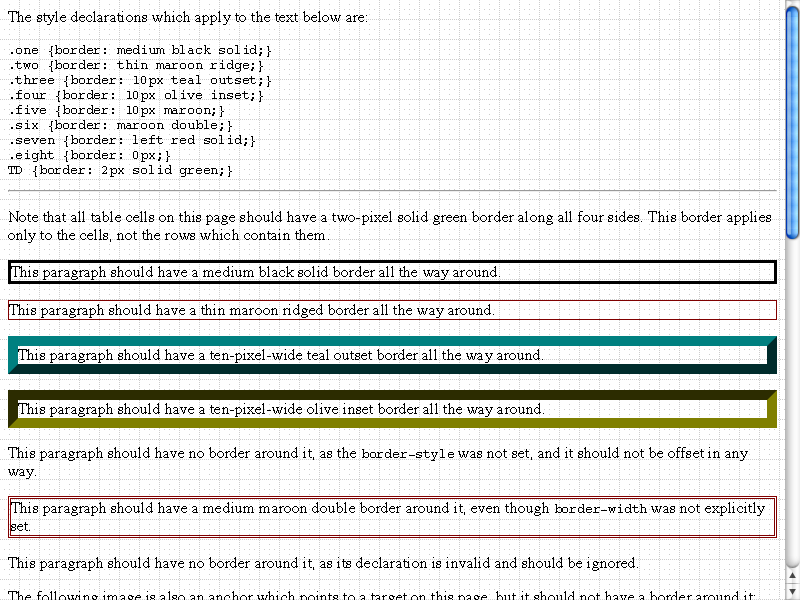 The style declarations which apply to the text below are:
.one {border: medium black solid;}
.two {border: thin maroon ridge;}
.three {border: 10px teal outset;}
.four {border: 10px olive inset;}
.five {border: 10px maroon;}
.six {border: maroon double;}
.seven {border: left red solid;}
.eight {border: 0px;}
TD {border: 2px solid green;}
Note that all table cells on this page should have a two-pixel solid green border along all four sides. This border applies
only to the cells, not the rows which contain them.
This paragraph should have a medium black solid border all the way around.
This paragraph should have a thin maroon ridged border all the way around.
This paragraph should have a ten-pixel-wide teal outset border all the way around.
This paragraph should have a ten-pixel-wide olive inset border all the way around.
This paragraph should have no border around it, as the border-style was not set, and it should not be offset in any
way.
This paragraph should have a medium maroon double border around it, even though border-width was not explicitly
set.
This paragraph should have no border around it, as its declaration is invalid and should be ignored.
The following image is also an anchor which points to a target on this page, but it should not have a border around it: